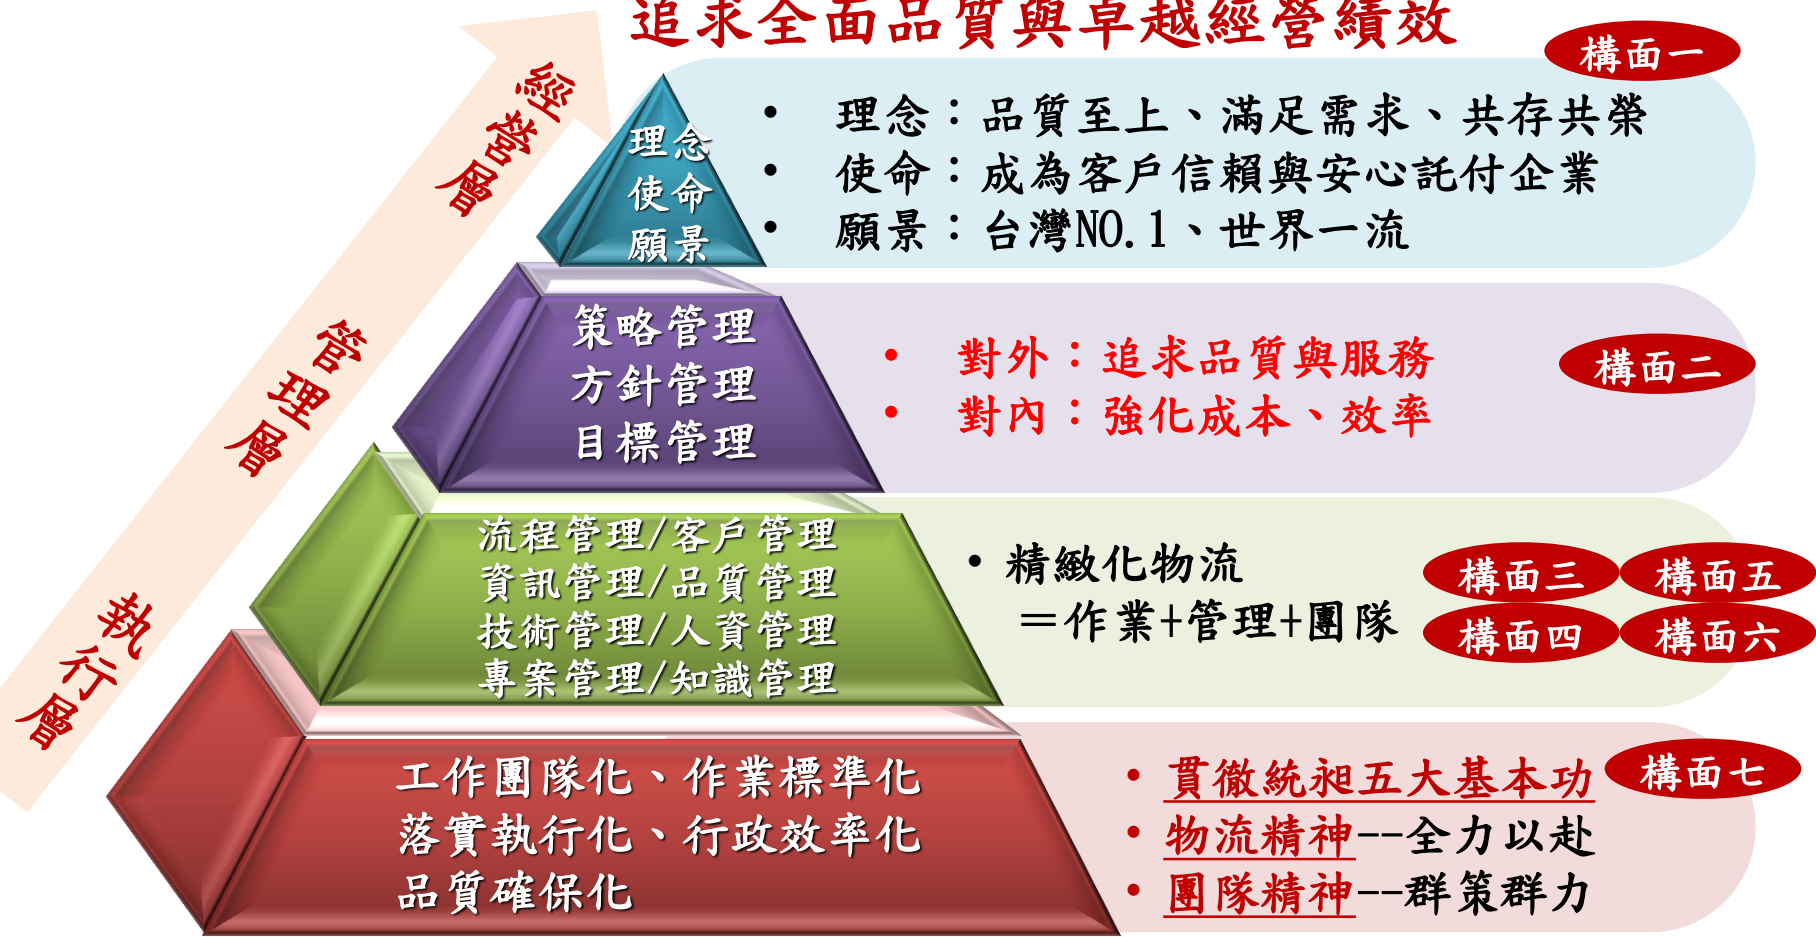 追求全面品質與卓越經營績效
構面一
經營層
理念
使命
願景
• 理念：品質至上、滿足需求、共存共榮
• 使命：成為客戶信賴與安心託付企業
• 願景：台灣NO.1、世界一流
管理層
策略管理
方針管理
目標管理
• 對外：追求品質與服務
• 對內：強化成本、效率
構面二
流程管理/客戶管理
資訊管理/品質管理
技術管理/人資管理
專案管理/知識管理
• 精緻化物流
＝作業+管理+團隊
構面三
構面五
構面四
構面六
執行層
工作團隊化、作業標準化
落實執行化、行政效率化
品質確保化
• 貫徹統昶五大基本功
• 物流精神--全力以赴
• 團隊精神--群策群力
構面七